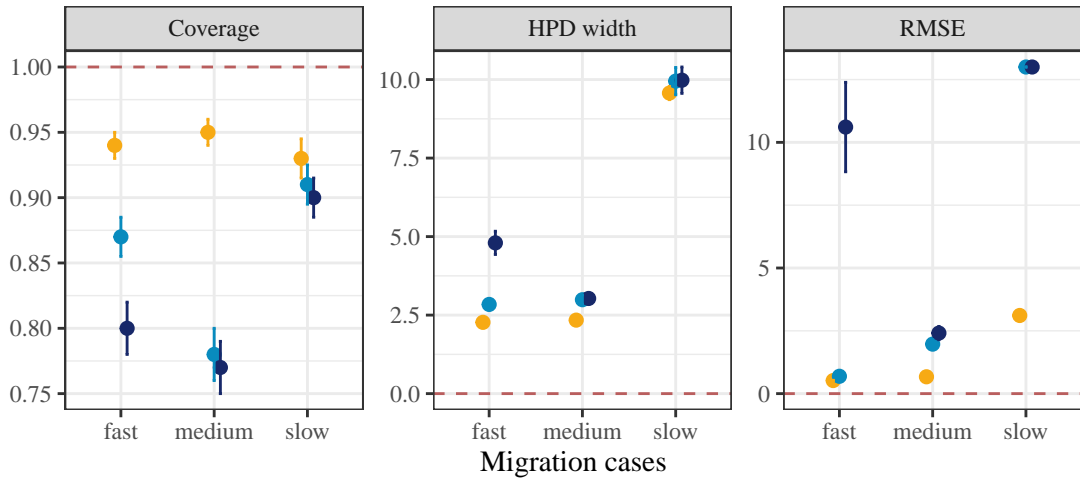 Coverage
HPD width
RMSE
1.00
0.95
0.90
0.85
0.80
0.75
10.0
7.5
5.0
2.5
0.0
10
5
0
fast medium slow
fast medium slow
fast medium slow
Migration cases